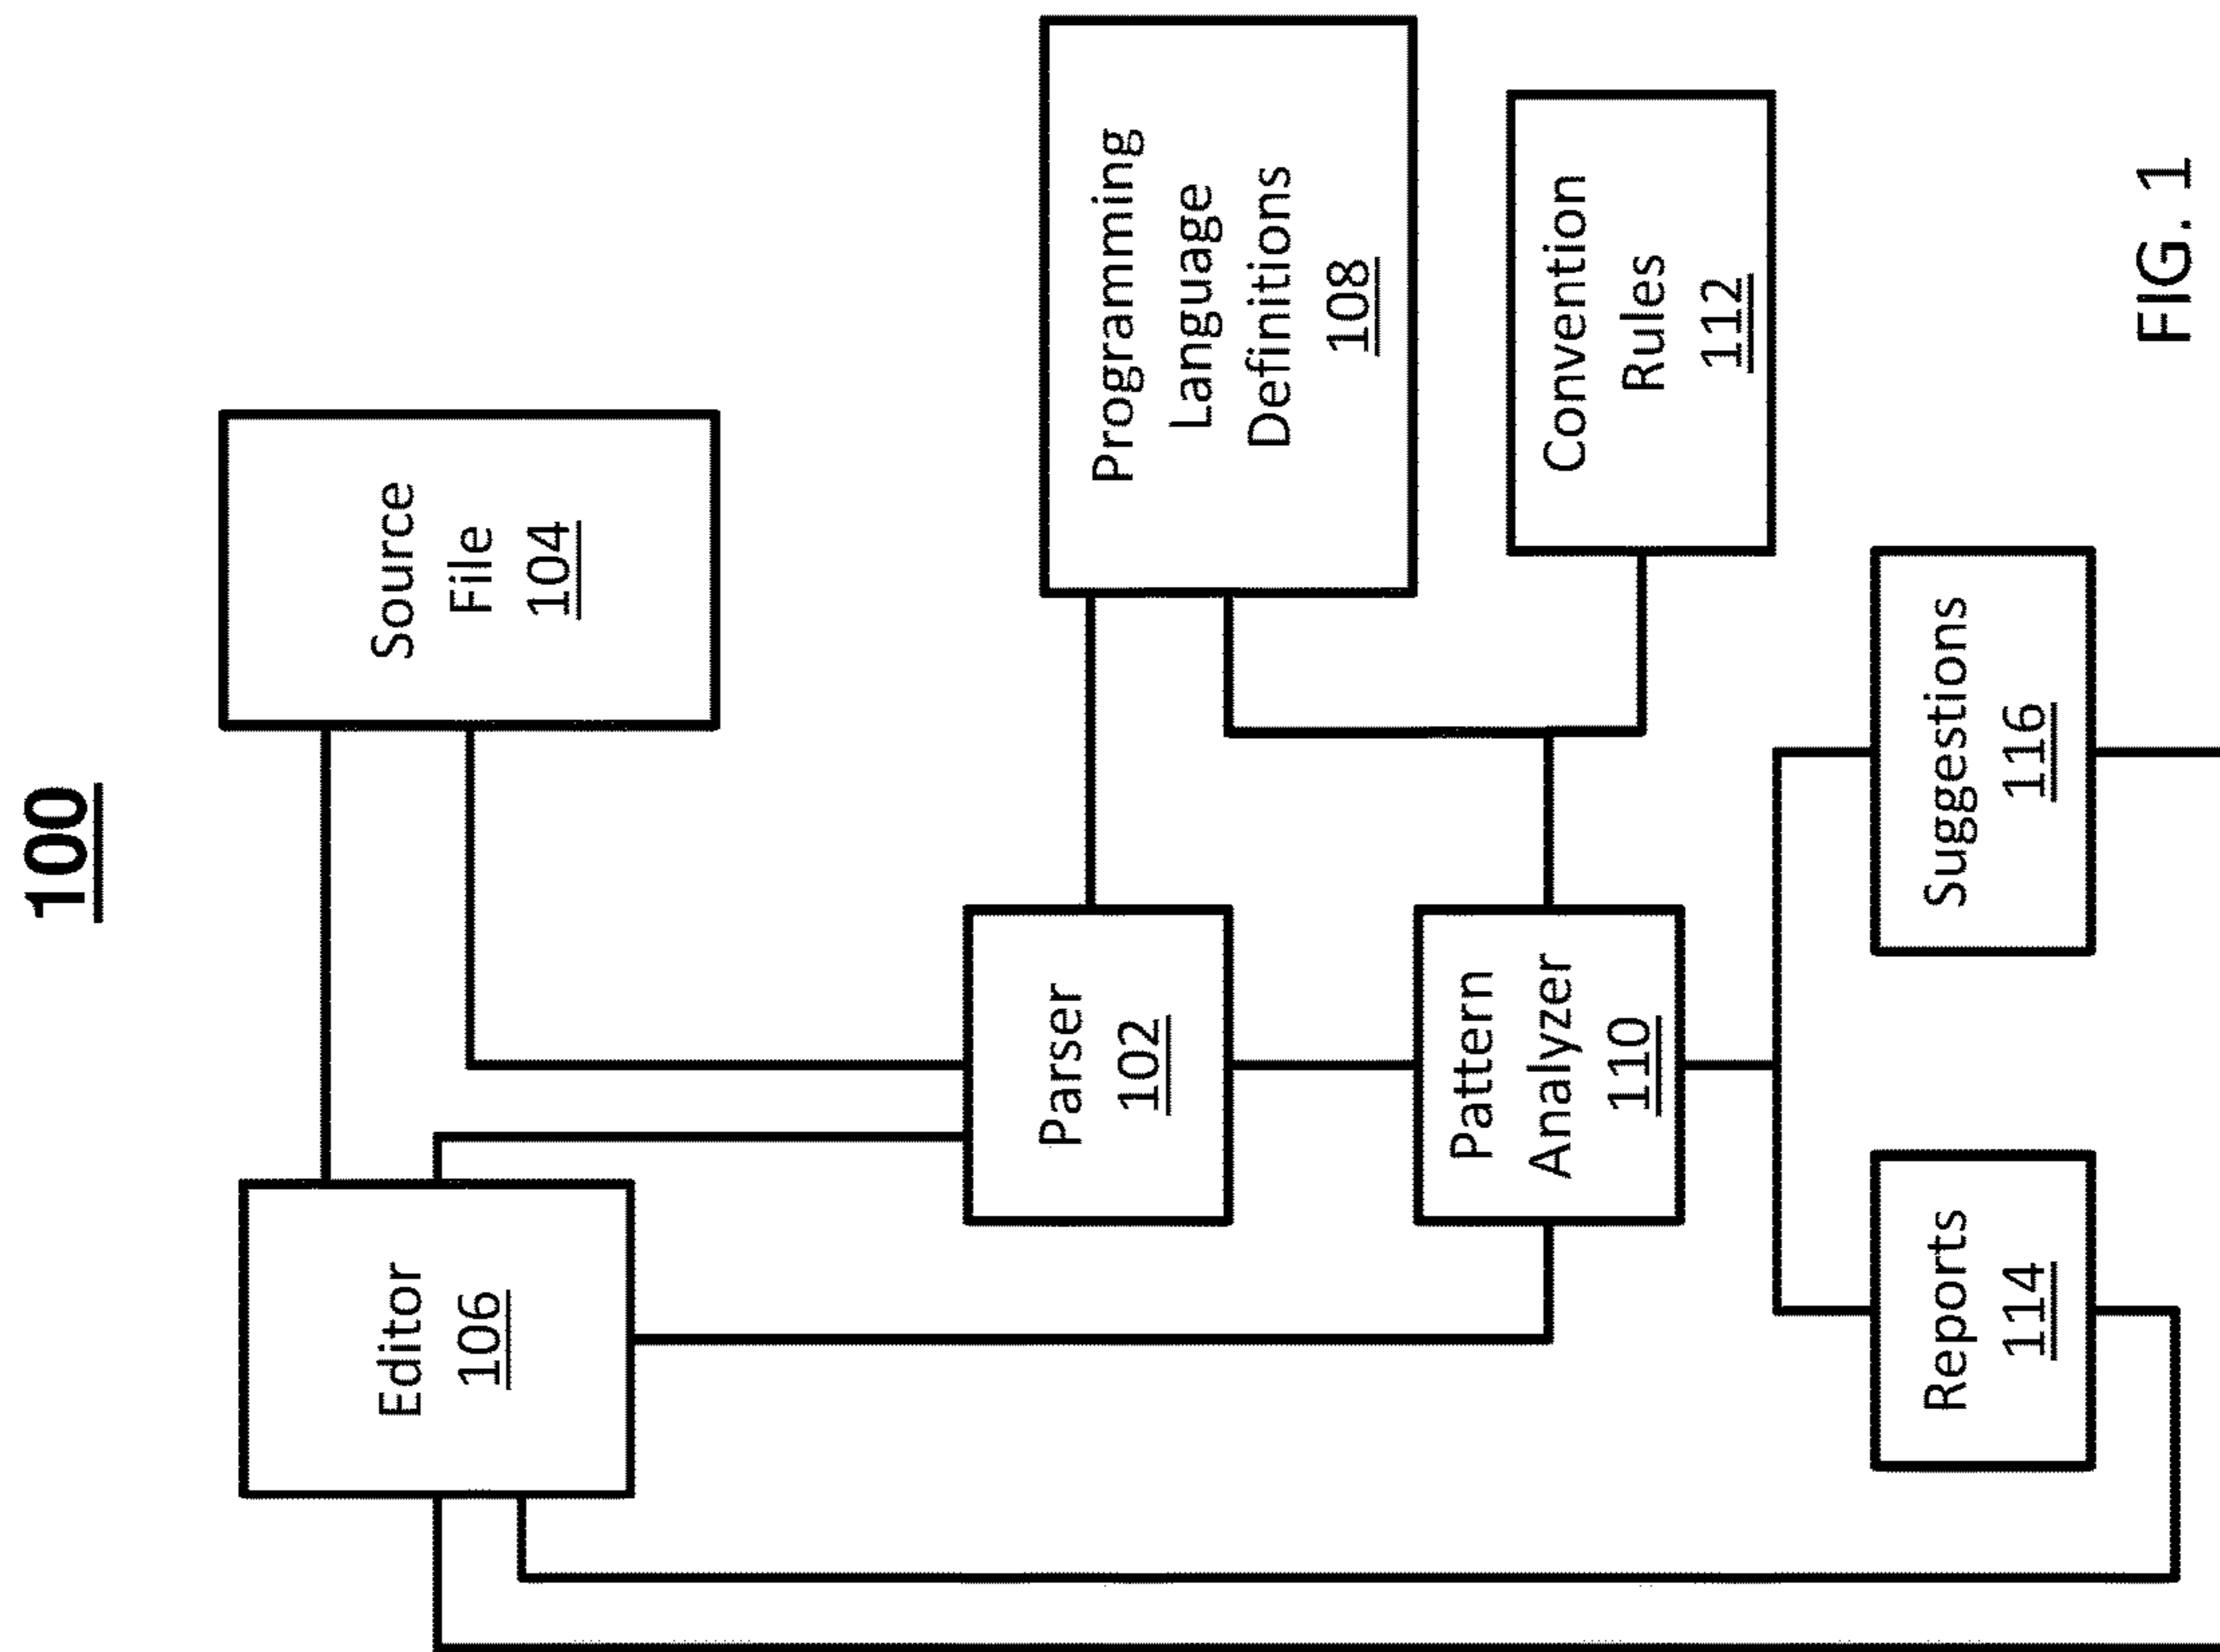 100
Editor
106
Source
File
104
Parser
102
Programming
Language
Definitions
108
Pattern
Analyzer
110
Convention
Rules
112
Reports
114
Suggestions
116
FIG. 1